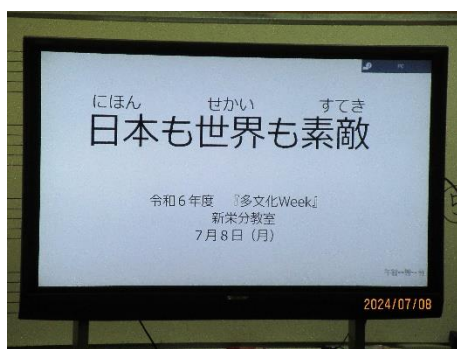 PC
にほん せかい すてき
日本も世界も素敵
令和6年度 『多文化Week』
新栄分教室
7月8日(月)
2024/07/08